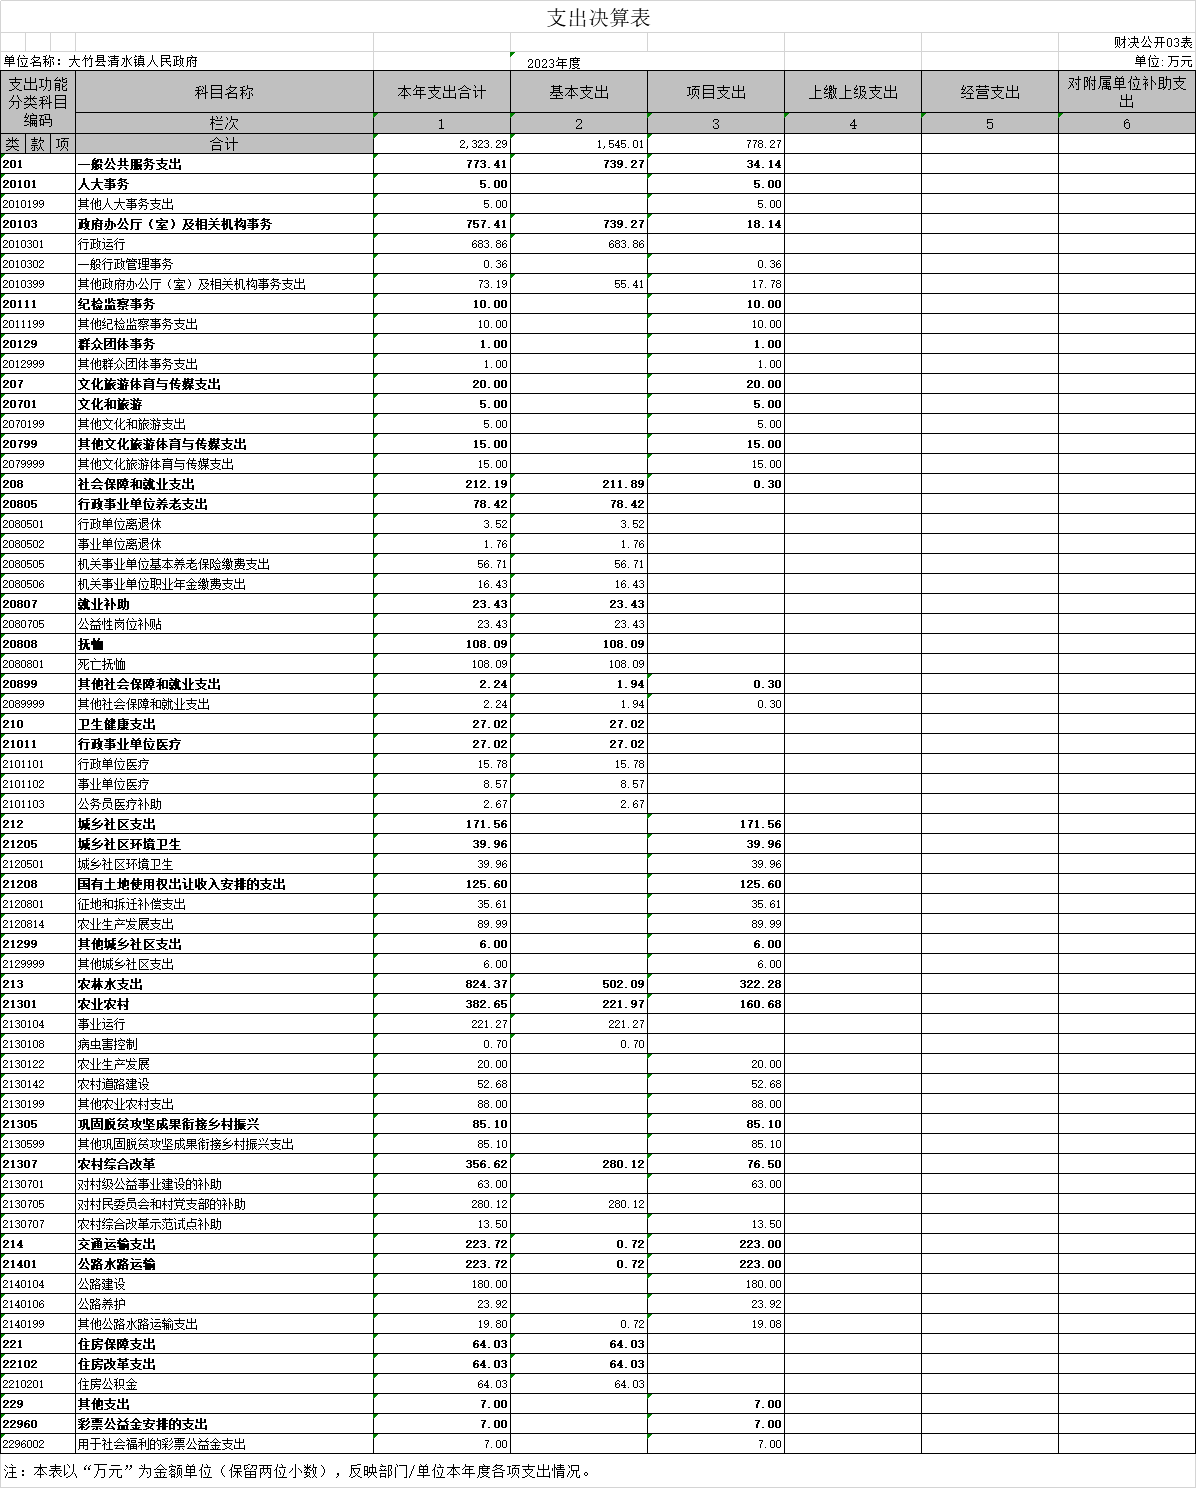 支出决算表
财决公开03表
单位名称：大竹县清水镇人民政府 2023年度 单位:万元
支出功能分类科目编码 科目名称 本年支出合计 基本支出 项目支出 上缴上级支出 经营支出 对附属单位补助支出
栏次 1 2 3 4 5 6
类 款 项 合计 2,323.29 1,545.01 778.27
201 一般公共服务支出 773.41 739.27 34.14
20101 人大事务 5.00 5.00
2010199 其他人大事务支出 5.00 5.00
20103 政府办公厅（室）及相关机构事务 757.41 739.27 18.14
2010301 行政运行 683.86 683.86
2010302 一般行政管理事务 0.36 0.36
2010399 其他政府办公厅（室）及相关机构事务支出 73.19 55.41 17.78
20111 纪检监察事务 10.00 10.00
2011199 其他纪检监察事务支出 10.00 10.00
20129 群众团体事务 1.00 1.00
2012999 其他群众团体事务支出 1.00 1.00
207 文化旅游体育与传媒支出 20.00 20.00
20701 文化和旅游 5.00 5.00
2070199 其他文化和旅游支出 5.00 5.00
20799 其他文化旅游体育与传媒支出 15.00 15.00
2079999 其他文化旅游体育与传媒支出 15.00 15.00
208 社会保障和就业支出 212.19 211.89 0.30
20805 行政事业单位养老支出 78.42 78.42
2080501 行政单位离退休 3.52 3.52
2080502 事业单位离退休 1.76 1.76
2080505 机关事业单位基本养老保险缴费支出 56.71 56.71
2080506 机关事业单位职业年金缴费支出 16.43 16.43
20807 就业补助 23.43 23.43
2080705 公益性岗位补贴 23.43 23.43
20808 抚恤 108.09 108.09
2080801 死亡抚恤 108.09 108.09
20899 其他社会保障和就业支出 2.24 1.94 0.30
2089999 其他社会保障和就业支出 2.24 1.94 0.30
210 卫生健康支出 27.02 27.02
21011 行政事业单位医疗 27.02 27.02
2101101 行政单位医疗 15.78 15.78
2101102 事业单位医疗 8.57 8.57
2101103 公务员医疗补助 2.67 2.67
212 城乡社区支出 171.56 171.56
21205 城乡社区环境卫生 39.96 39.96
2120501 城乡社区环境卫生 39.96 39.96
21208 国有土地使用权出让收入安排的支出 125.60 125.60
2120801 征地和拆迁补偿支出 35.61 35.61
2120814 农业生产发展支出 89.99 89.99
21299 其他城乡社区支出 6.00 6.00
2129999 其他城乡社区支出 6.00 6.00
213 农林水支出 824.37 502.09 322.28
21301 农业农村 382.65 221.97 160.68
2130104 事业运行 221.27 221.27
2130108 病虫害控制 0.70 0.70
2130122 农业生产发展 20.00 20.00
2130142 农村道路建设 52.68 52.68
2130199 其他农业农村支出 88.00 88.00
21305 巩固脱贫攻坚成果衔接乡村振兴 85.10 85.10
2130599 其他巩固脱贫攻坚成果衔接乡村振兴支出 85.10 85.10
21307 农村综合改革 356.62 280.12 76.50
2130701 对村级公益事业建设的补助 63.00 63.00
2130705 对村民委员会和村党支部的补助 280.12 280.12
2130707 农村综合改革示范试点补助 13.50 13.50
214 交通运输支出 223.72 0.72 223.00
21401 公路水路运输 223.72 0.72 223.00
2140104 公路建设 180.00 180.00
2140106 公路养护 23.92 23.92
2140199 其他公路水路运输支出 19.80 0.72 19.08
221 住房保障支出 64.03 64.03
22102 住房改革支出 64.03 64.03
2210201 住房公积金 64.03 64.03
229 其他支出 7.00 7.00
22960 彩票公益金安排的支出 7.00 7.00
2296002 用于社会福利的彩票公益金支出 7.00 7.00
注：本表以“万元”为金额单位（保留两位小数），反映部门/单位本年度各项支出情况。